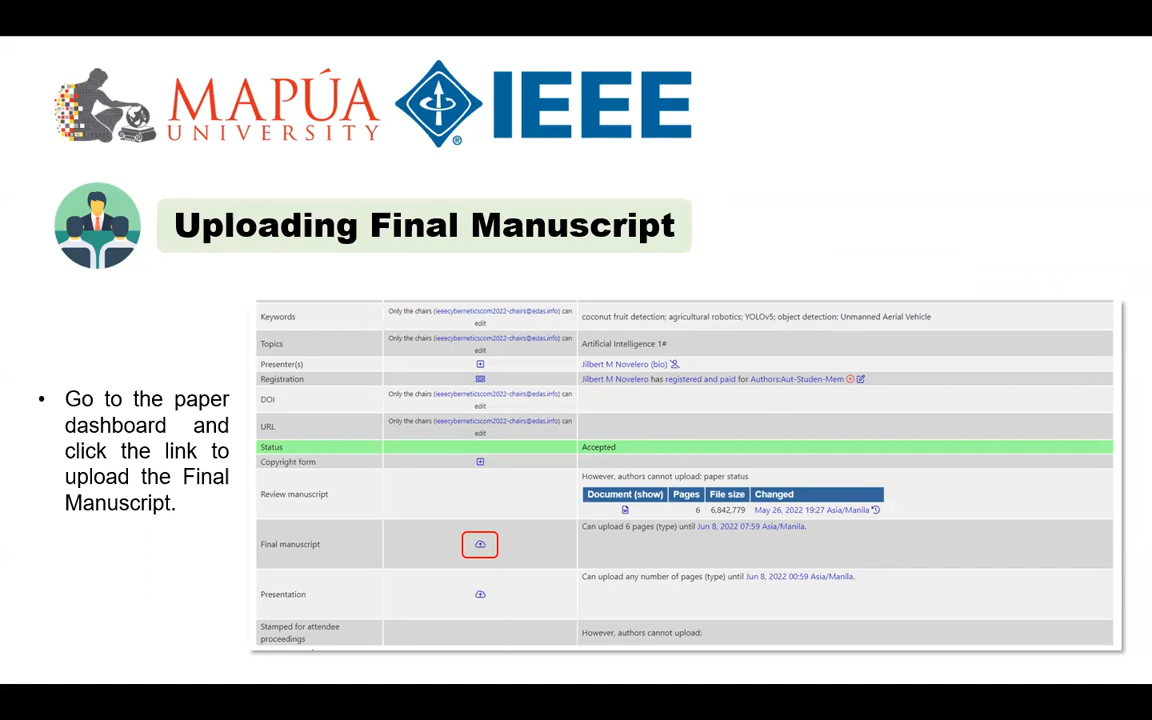 MAPÚA
UNIVERSITY
IEEE
®
Uploading Final Manuscript
• Go to the paper
dashboard and
click the link to
upload the Final
Manuscript.
Keywords
Only the chairs (ieeecyberneticscom2022-chairs@edas.info) can
edit
coconut fruit detection; agricultural robotics; YOLOv5; object detection; Unmanned Aerial Vehicle
Topics
Only the chairs (ieeecyberneticscom2022-chairs@edas.info) can
edit
Artificial Intelligence 1#
Presenter(s)
Jilbert M Novelero (bio)
Registration
Jilbert M Novelero has registered and paid for Authors:Aut-Studen-Mem
DOI
Only the chairs (ieeecyberneticscom2022-chairs@edas.info) can
edit
URL
Only the chairs (ieeecyberneticscom2022-chairs@edas.info) can
edit
Status
Accepted
Copyright form
Review manuscript
However, authors cannot upload: paper status
Document (show) Pages File size Changed
6 6,842,779 May 26, 2022 19:27 Asia/Manila
Final manuscript
Can upload 6 pages (type) until Jun 8, 2022 07:59 Asia/Manila.
Presentation
Can upload any number of pages (type) until Jun 8, 2022 00:59 Asia/Manila.
Stamped for attendee
proceedings
However, authors cannot upload: